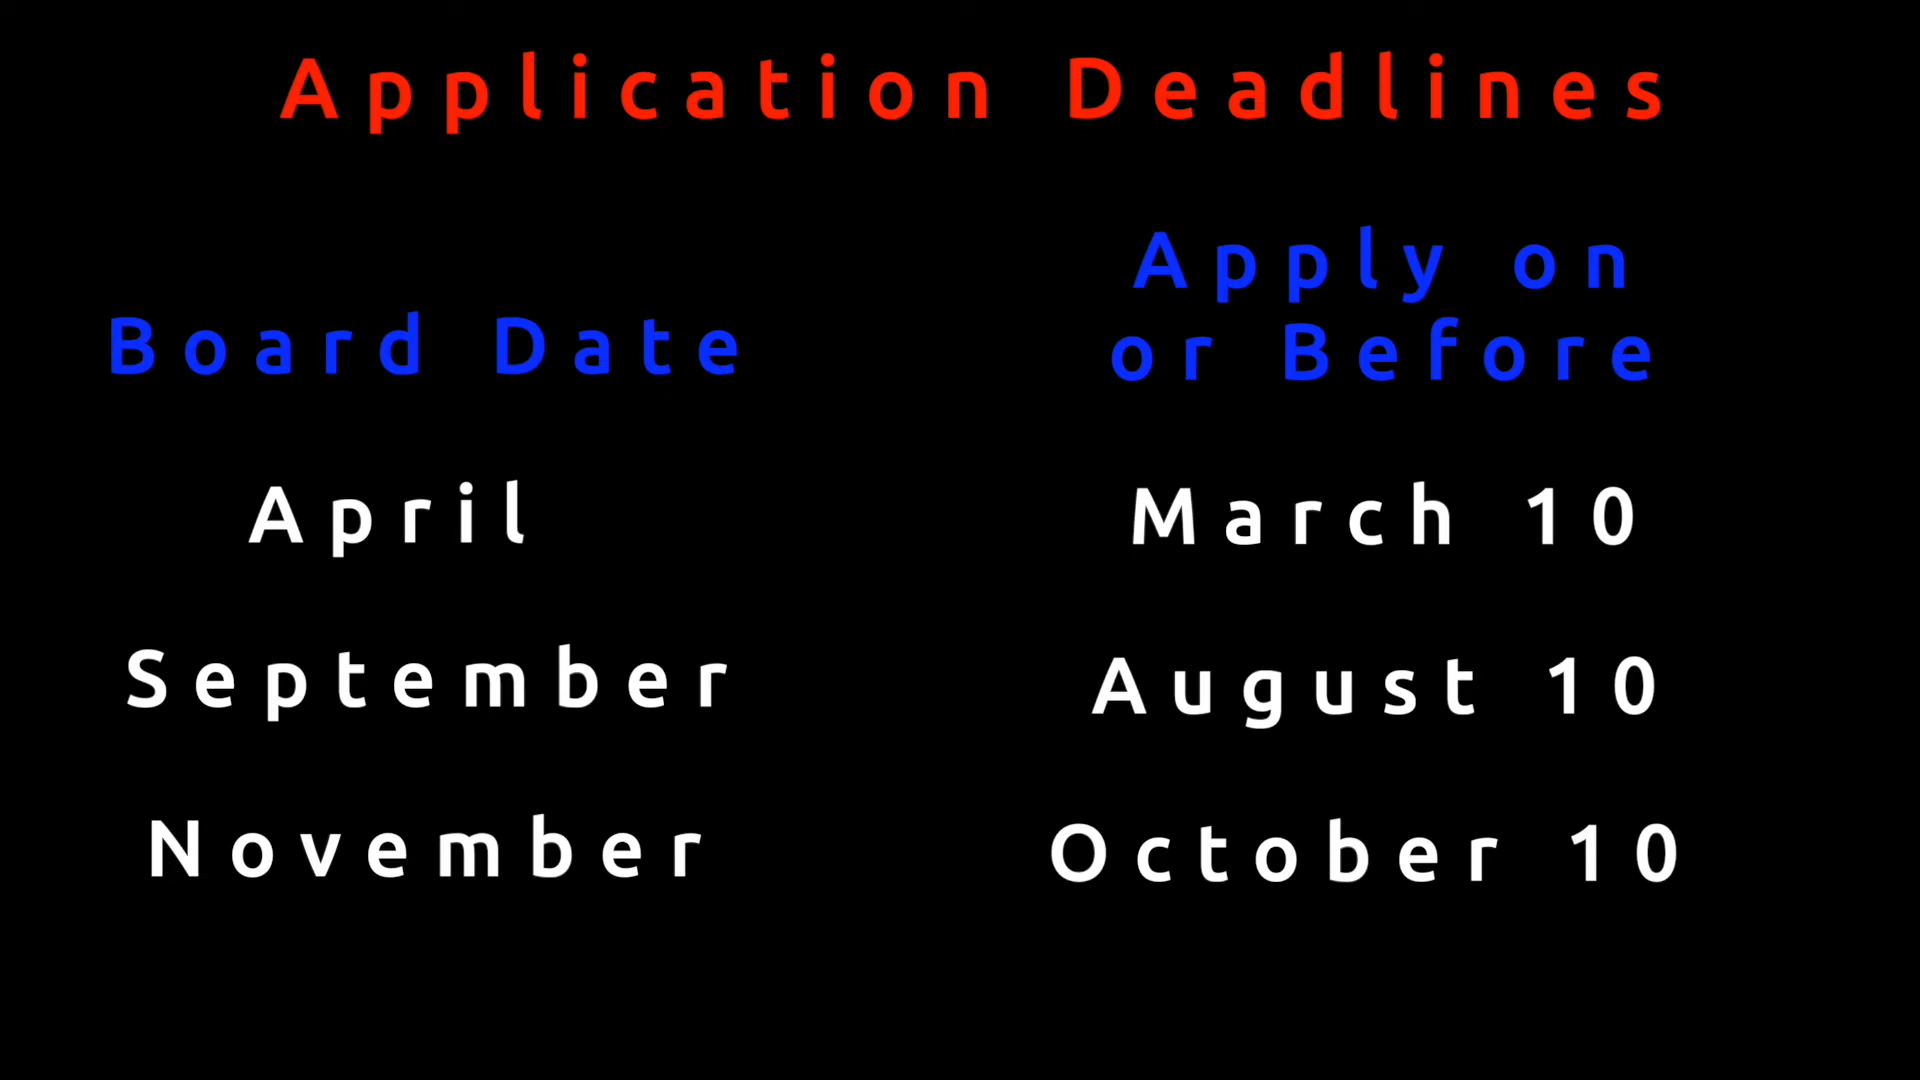 Application Deadlines
Board Date
Apply on
or Before
April
March 10
September
August 10
November
October 10